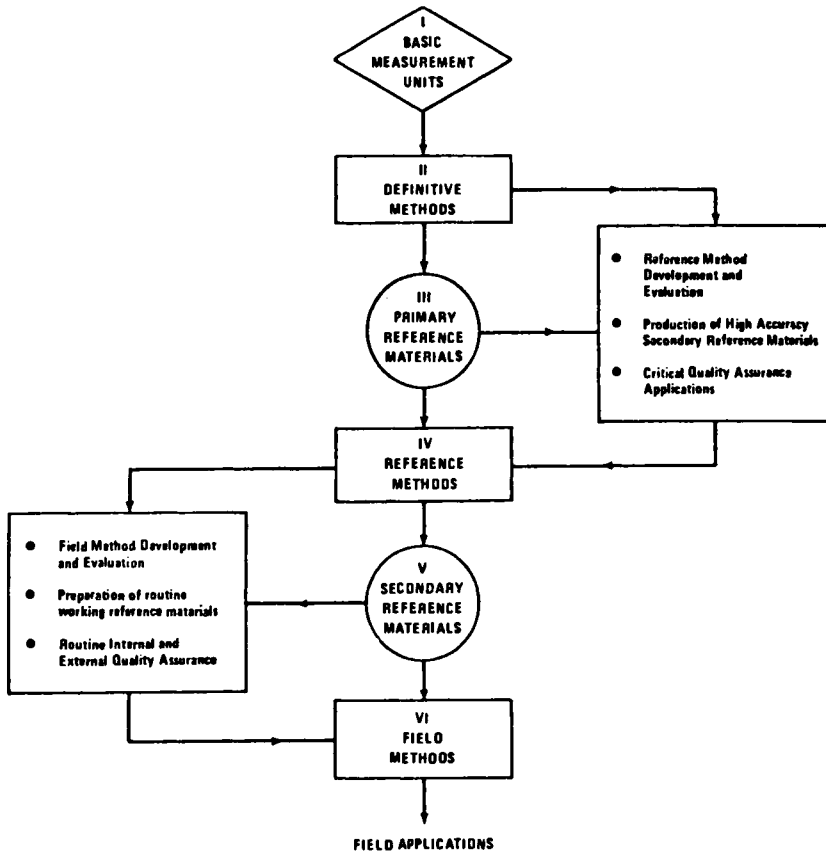 I
BASIC
MEASUREMENT
UNITS
II
DEFINITIVE
METHODS
● Reference Method
Development and
Evaluation
● Production of High Accuracy
Secondary Reference Materials
● Critical Quality Assurance
Applications
III
PRIMARY
REFERENCE
MATERIALS
IV
REFERENCE
METHODS
● Field Method Development
and Evaluation
● Preparation of routine
working reference materials
● Routine Internal and
External Quality Assurance
V
SECONDARY
REFERENCE
MATERIALS
VI
FIELD
METHODS
FIELD APPLICATIONS